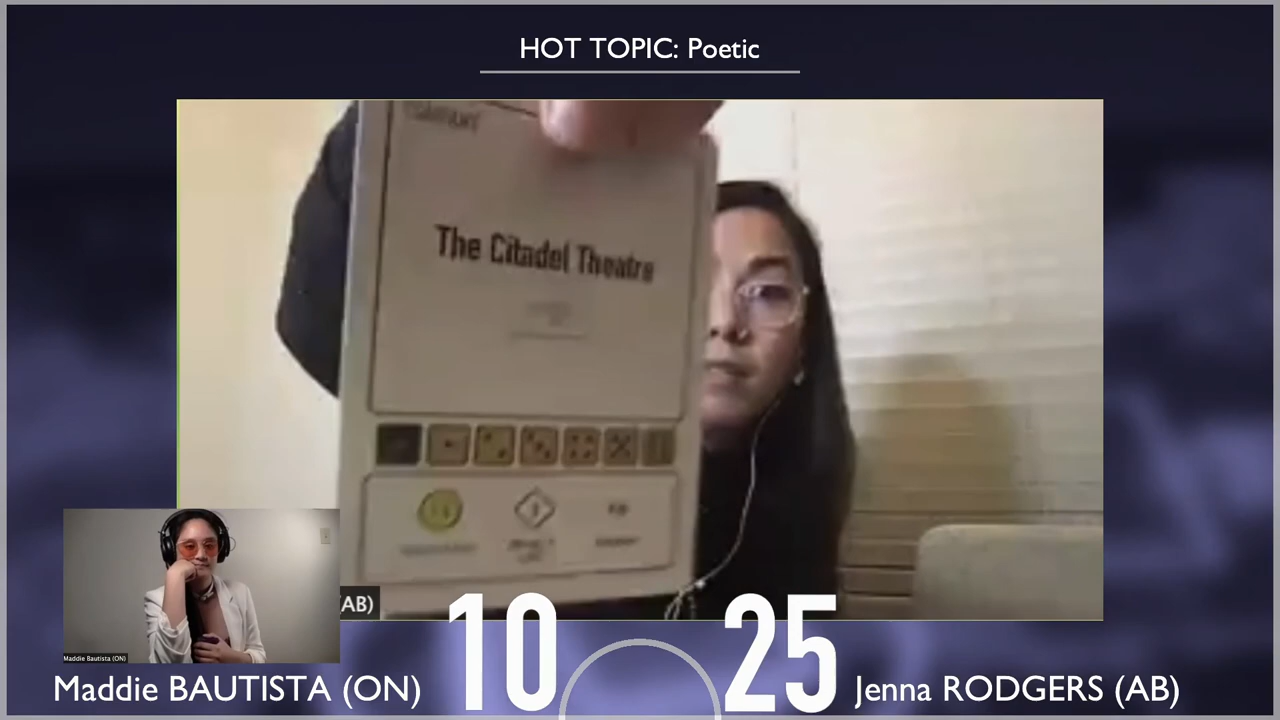 HOT TOPIC: Poetic
The Citadel Theatre
(AB)
Maddie Bautista (ON)
10
25
Maddie BAUTISTA (ON)
Jenna RODGERS (AB)